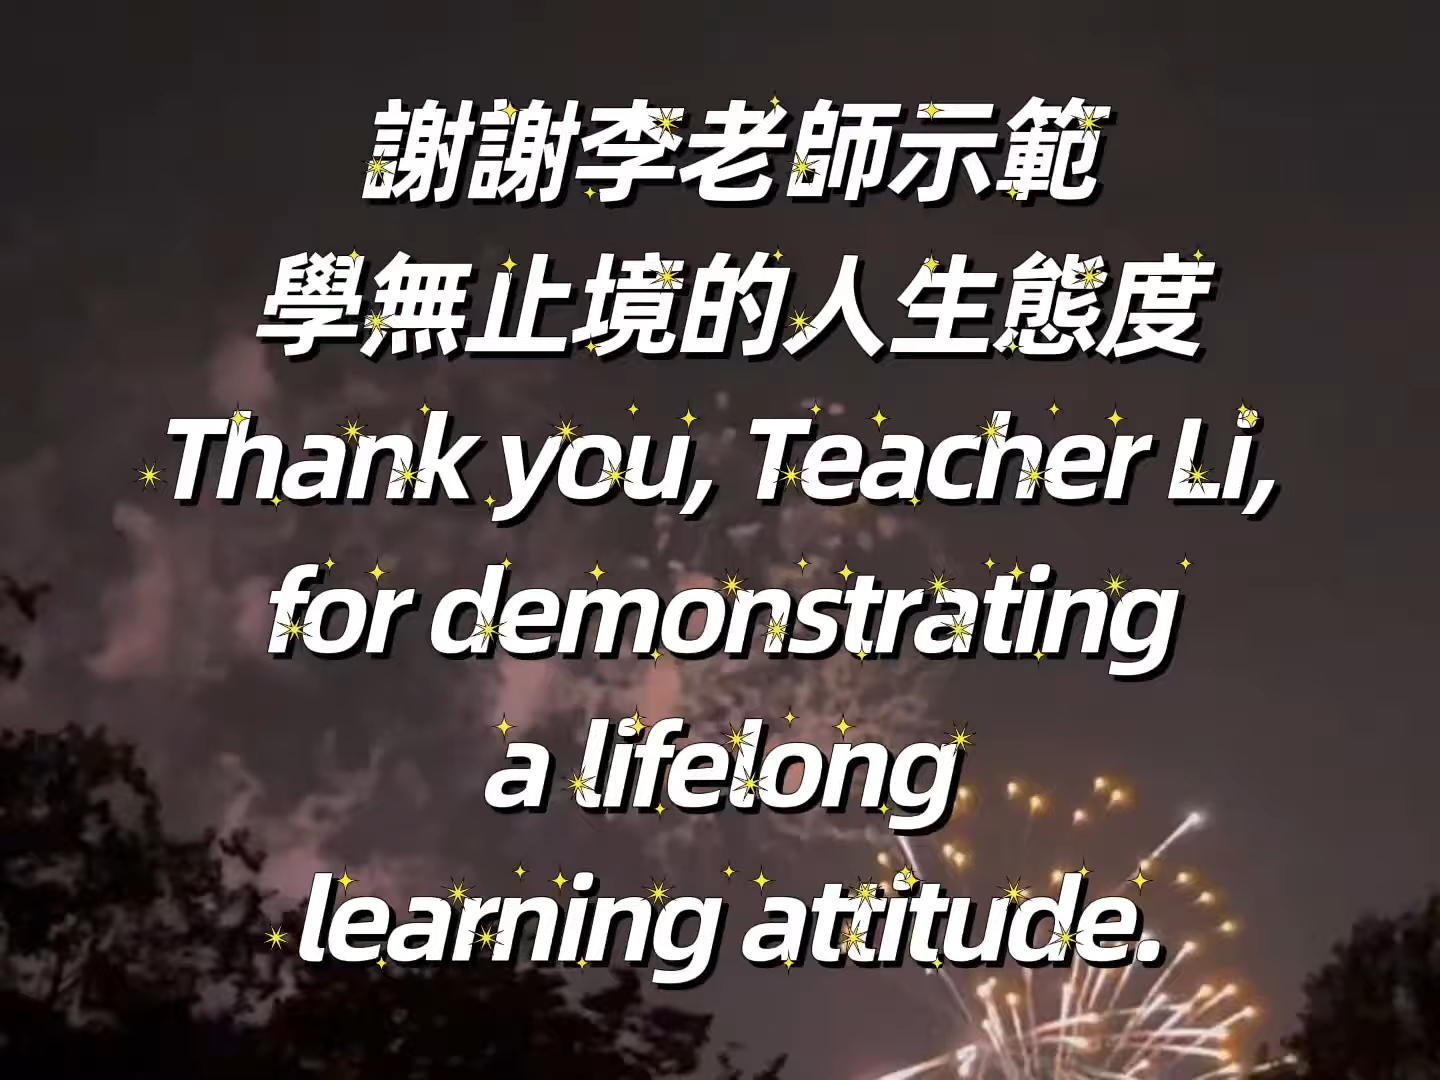 謝謝李老師示範
學無止境的人生態度
Thank you, Teacher Li,
for demonstrating
a lifelong
learning attitude.